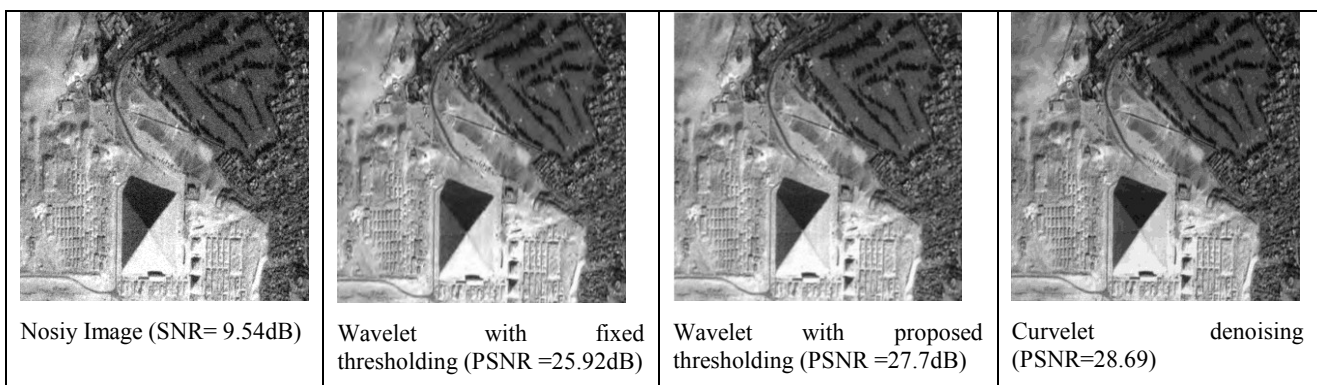 Nosiy Image (SNR= 9.54dB)
Wavelet with fixed
thresholding (PSNR =25.92dB)
Wavelet with proposed
thresholding (PSNR =27.7dB)
Curvelet denoising
(PSNR=28.69)